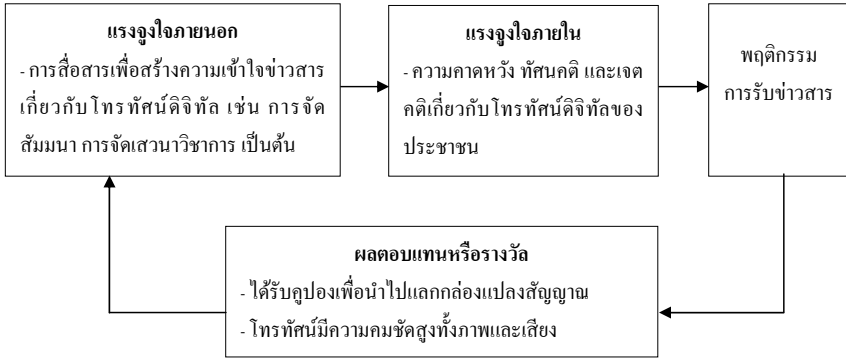 แรงจูงใจภายนอก
- การสื่อสารเพื่อสร้างความเข้าใจข่าวสาร
เกี่ยวกับโทรทัศน์ดิจิทัล เช่น การจัด
สัมมนา การจัดเสวนาวิชาการ เป็นต้น
แรงจูงใจภายใน
- ความคาดหวัง ทัศนคติ และเจต
คติเกี่ยวกับโทรทัศน์ดิจิทัลของ
ประชาชน
พฤติกรรม
การรับข่าวสาร
ผลตอบแทนหรือรางวัล
- ได้รับคูปองเพื่อนำไปแลกกล่องแปลงสัญญาณ
- โทรทัศน์มีความคมชัดสูงทั้งภาพและเสียง